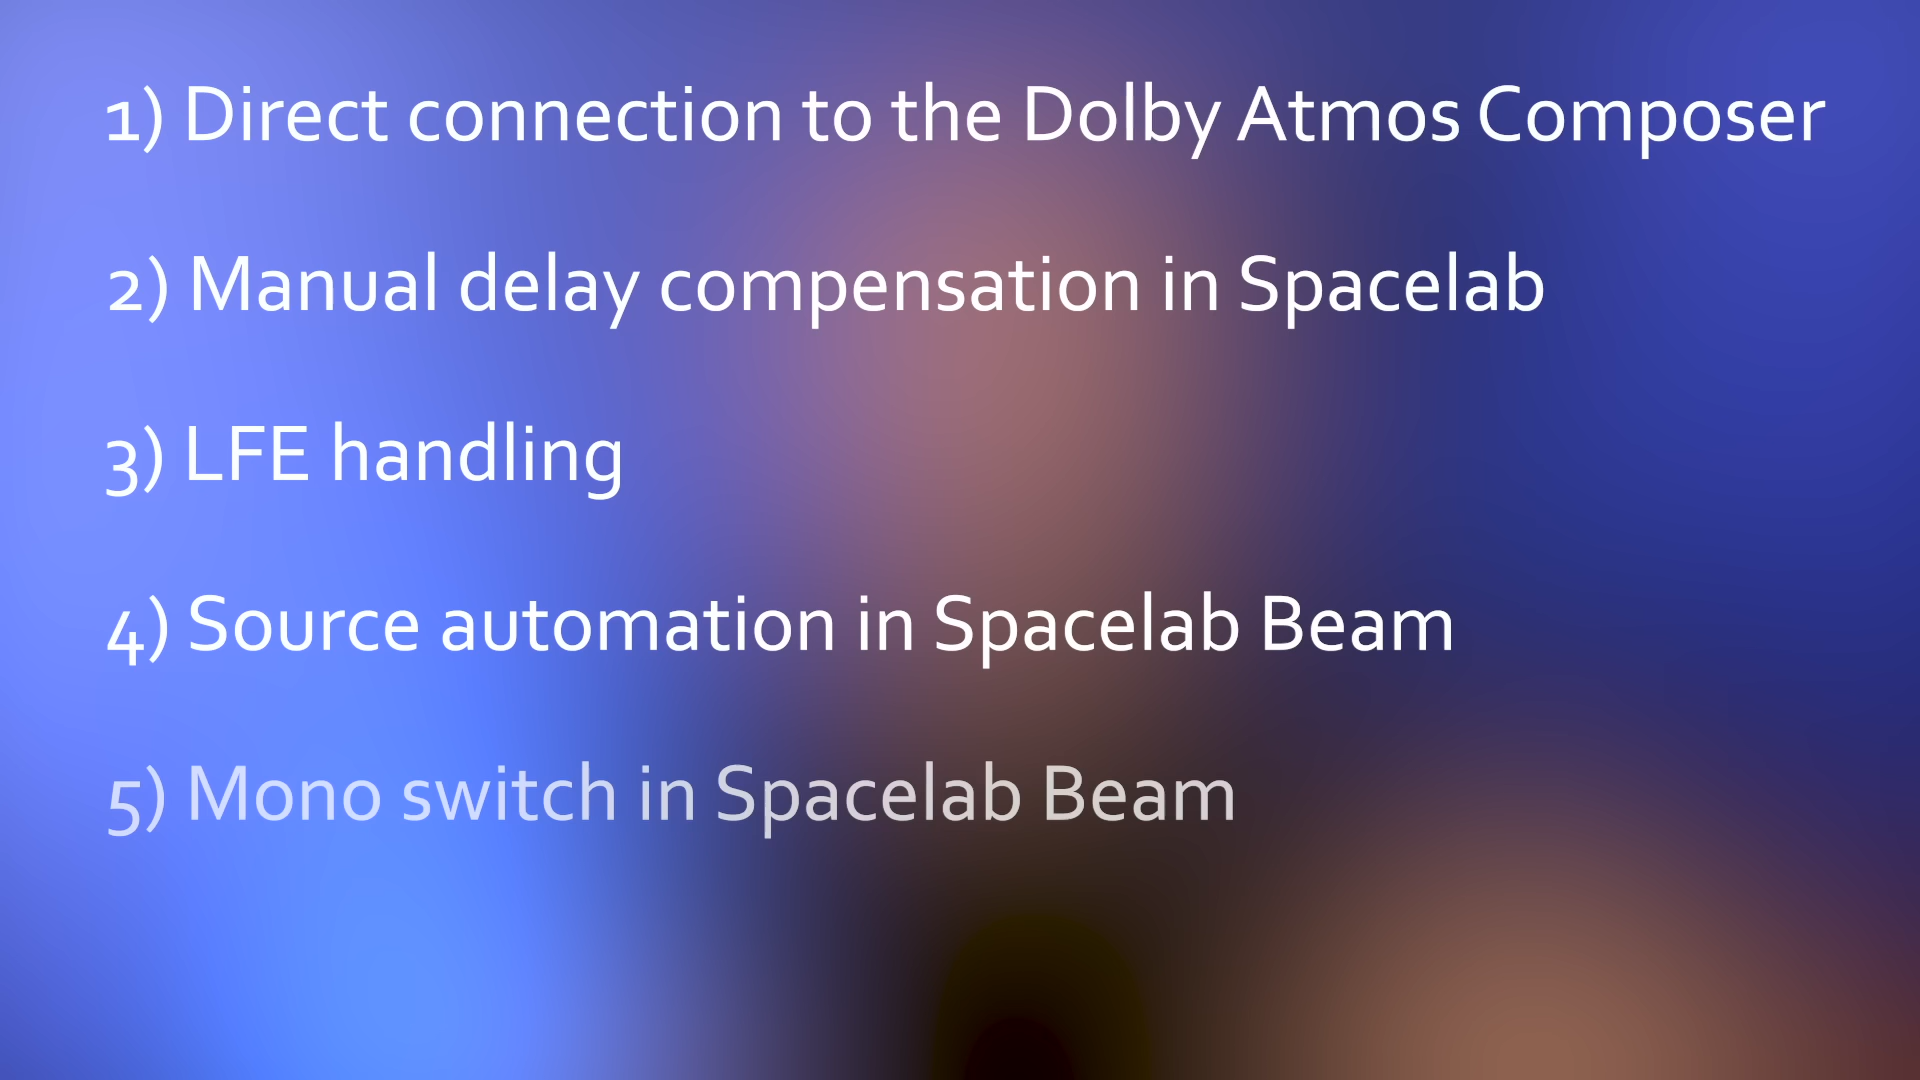 1) Direct connection to the Dolby Atmos Composer
2) Manual delay compensation in Spacelab
3) LFE handling
4) Source automation in Spacelab Beam
5) Mono switch in Spacelab Beam